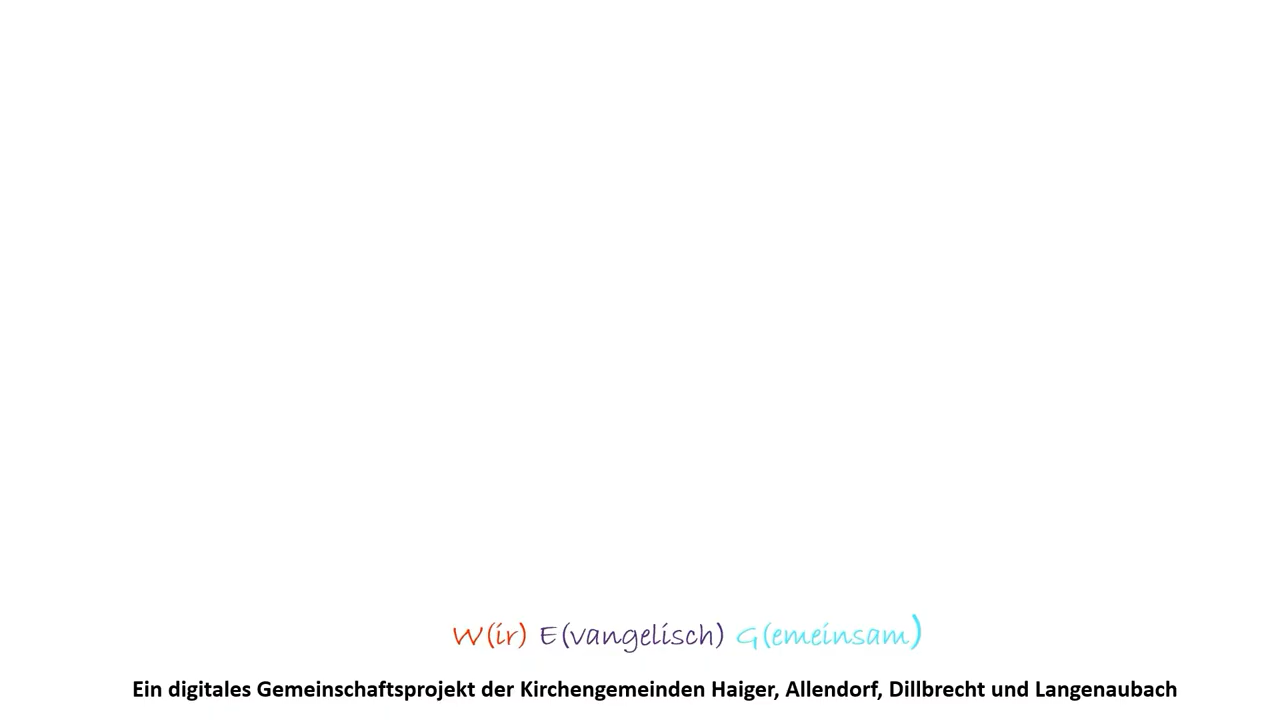 W(ir) E(vangelisch) G(emeinsam)
Ein digitales Gemeinschaftsprojekt der Kirchengemeinden Haiger, Allendorf, Dillbrecht und Langenaubach